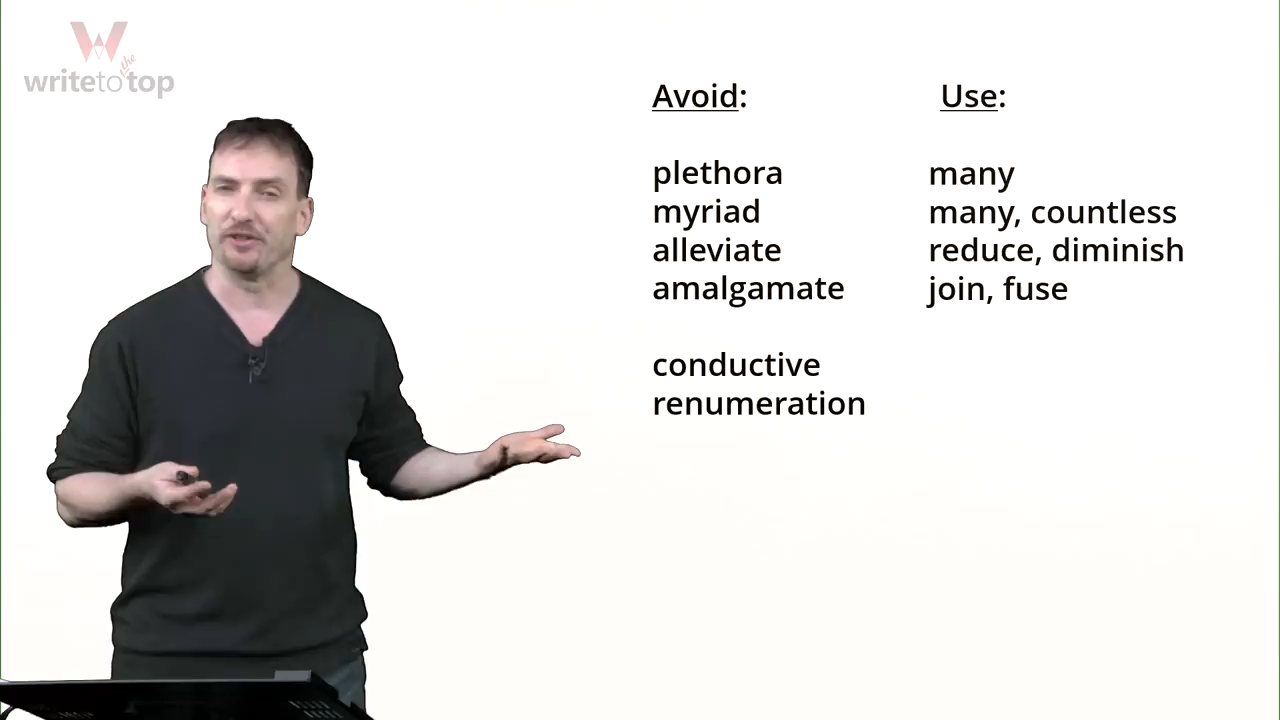 writetothetop
Avoid: Use:
plethora many
myriad many, countless
alleviate reduce, diminish
amalgamate join, fuse
conductive
renumeration